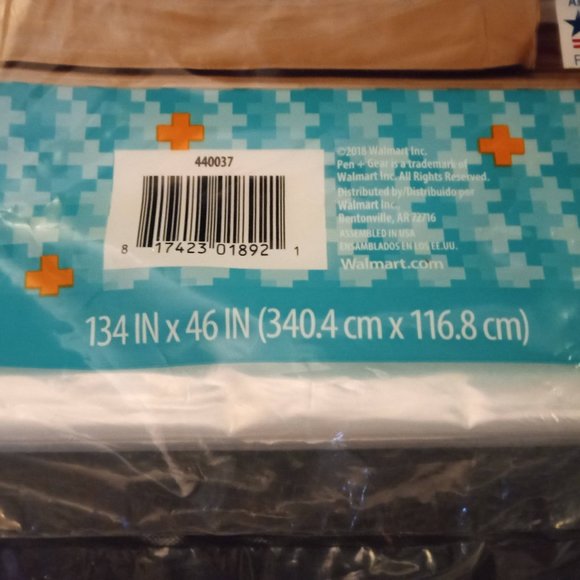 440037
8 17423 01892 1
©2018 Walmart Inc.
Pen + Gear is a trademark of
Walmart Inc. All Rights Reserved.
Distributed by/Distribuido por
Walmart Inc.,
Bentonville, AR 72716
ASSEMBLED IN USA
ENSAMBLADOS EN LOS EE.UU.
Walmart.com
134 IN x 46 IN (340.4 cm x 116.8 cm)